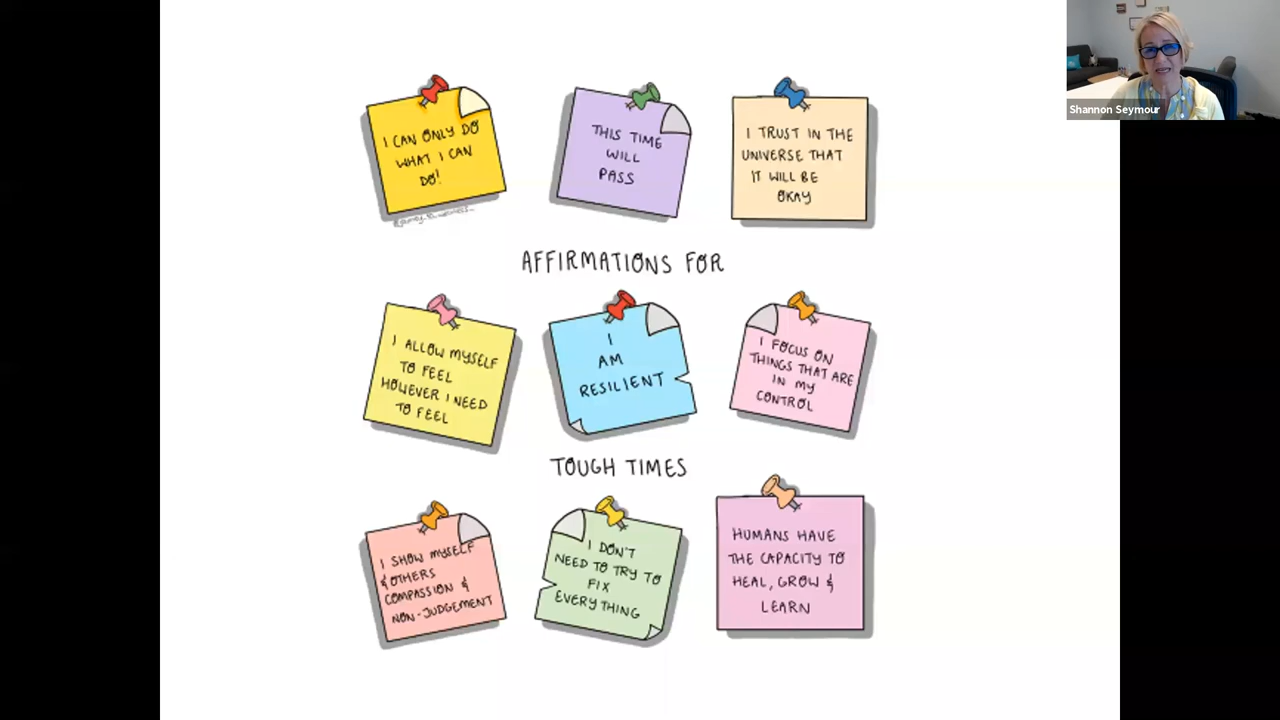 Shannon Seymour
I CAN ONLY DO
WHAT I CAN
DO!
THIS TIME
WILL
PASS
I TRUST IN THE
UNIVERSE THAT
IT WILL BE
OKAY
AFFIRMATIONS FOR
I ALLOW MYSELF
TO FEEL
HOWEVER I NEED
TO FEEL
I
AM
RESILIENT
I FOCUS ON
THINGS THAT ARE
IN MY
CONTROL
TOUGH TIMES
I SHOW MYSELF
& OTHERS
COMPASSION &
NON-JUDGEMENT
I DON'T
NEED TO TRY TO
FIX
EVERYTHING
HUMANS HAVE
THE CAPACITY TO
HEAL, GROW &
LEARN